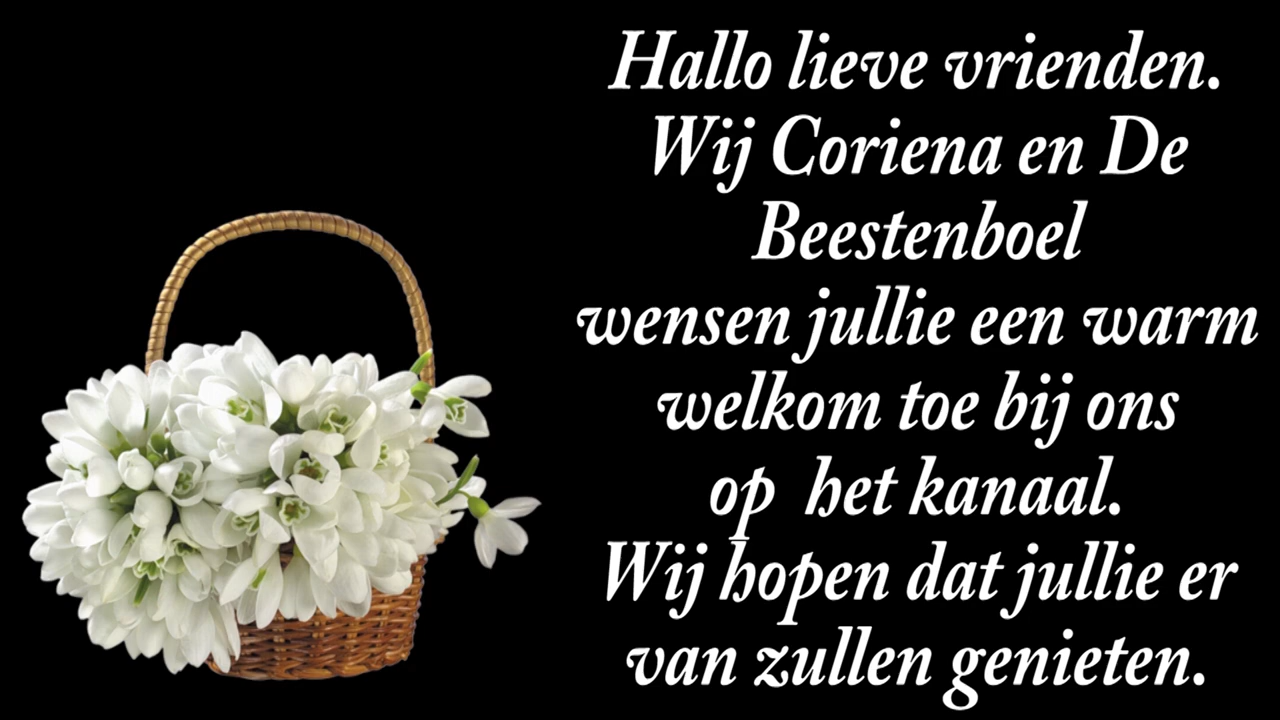 Hallo lieve vrienden.
Wij Coriena en De
Beestenboel
wensen jullie een warm
welkom toe bij ons
op het kanaal.
Wij hopen dat jullie er
van zullen genieten.